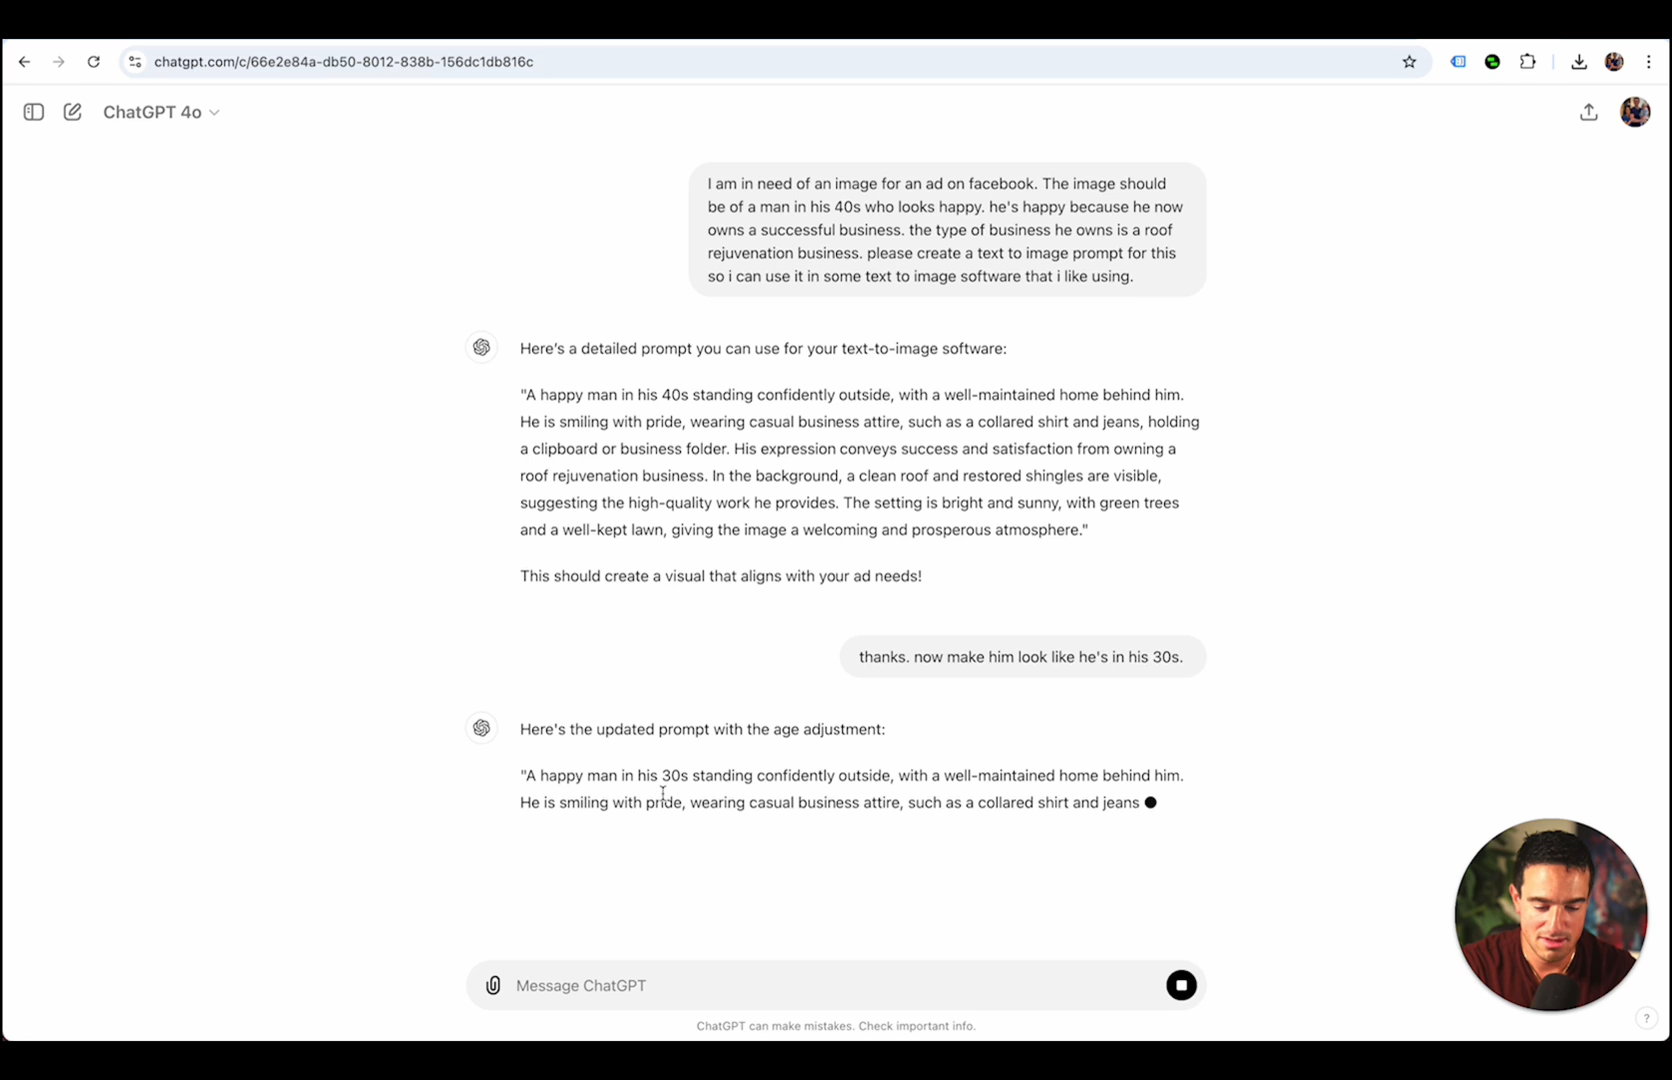 chatgpt.com/c/66e2e84a-db50-8012-838b-156dc1db816c
ChatGPT 4o
I am in need of an image for an ad on facebook. The image should
be of a man in his 40s who looks happy. he's happy because he now
owns a successful business. the type of business he owns is a roof
rejuvenation business. please create a text to image prompt for this
so i can use it in some text to image software that i like using.
Here's a detailed prompt you can use for your text-to-image software:
"A happy man in his 40s standing confidently outside, with a well-maintained home behind him.
He is smiling with pride, wearing casual business attire, such as a collared shirt and jeans, holding
a clipboard or business folder. His expression conveys success and satisfaction from owning a
roof rejuvenation business. In the background, a clean roof and restored shingles are visible,
suggesting the high-quality work he provides. The setting is bright and sunny, with green trees
and a well-kept lawn, giving the image a welcoming and prosperous atmosphere."
This should create a visual that aligns with your ad needs!
thanks. now make him look like he's in his 30s.
Here's the updated prompt with the age adjustment:
"A happy man in his 30s standing confidently outside, with a well-maintained home behind him.
He is smiling with pride, wearing casual business attire, such as a collared shirt and jeans
Message ChatGPT
ChatGPT can make mistakes. Check important info.
?